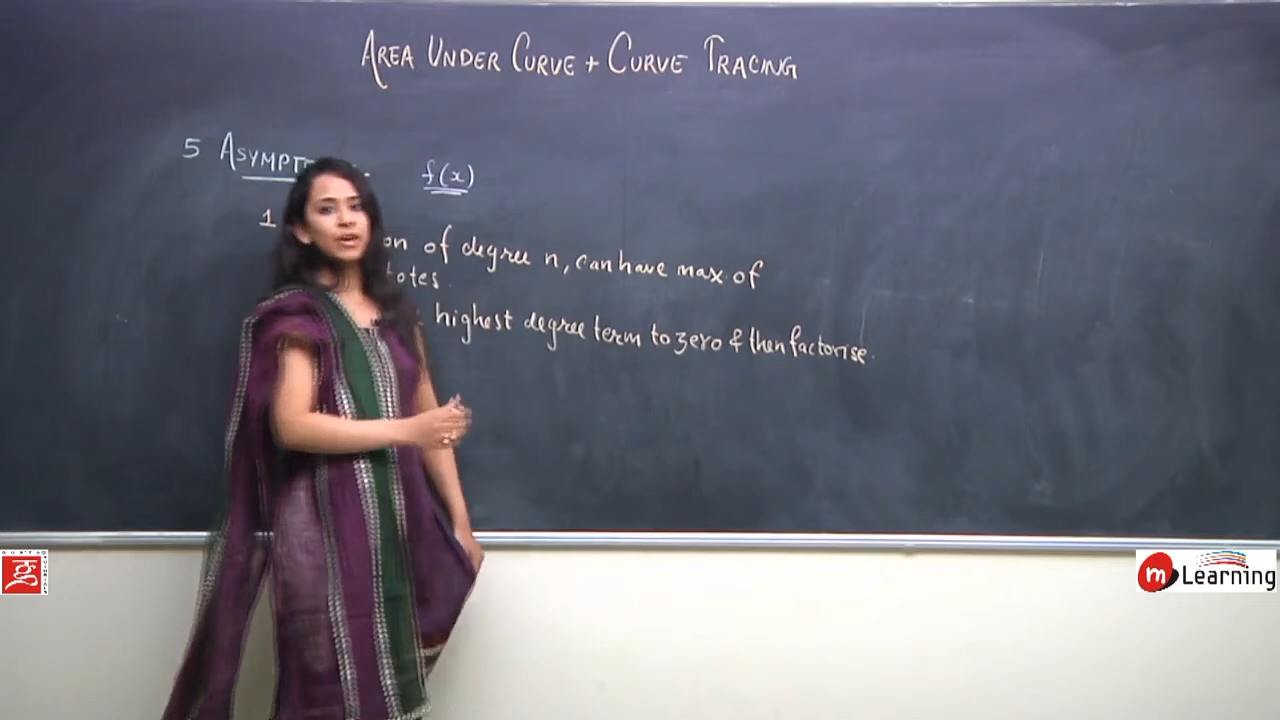 AREA UNDER CURVE + CURVE TRACING
5 ASYMPT
f(x)
1
on of degree n, can have max of
otes.
highest degree term to zero & then factorise.
m Learning